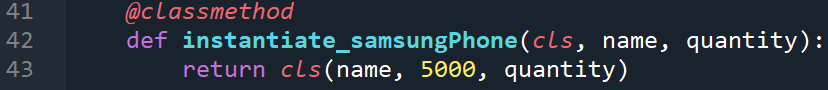 41 @classmethod
42 def instantiate_samsungPhone(cls, name, quantity):
43 return cls(name, 5000, quantity)